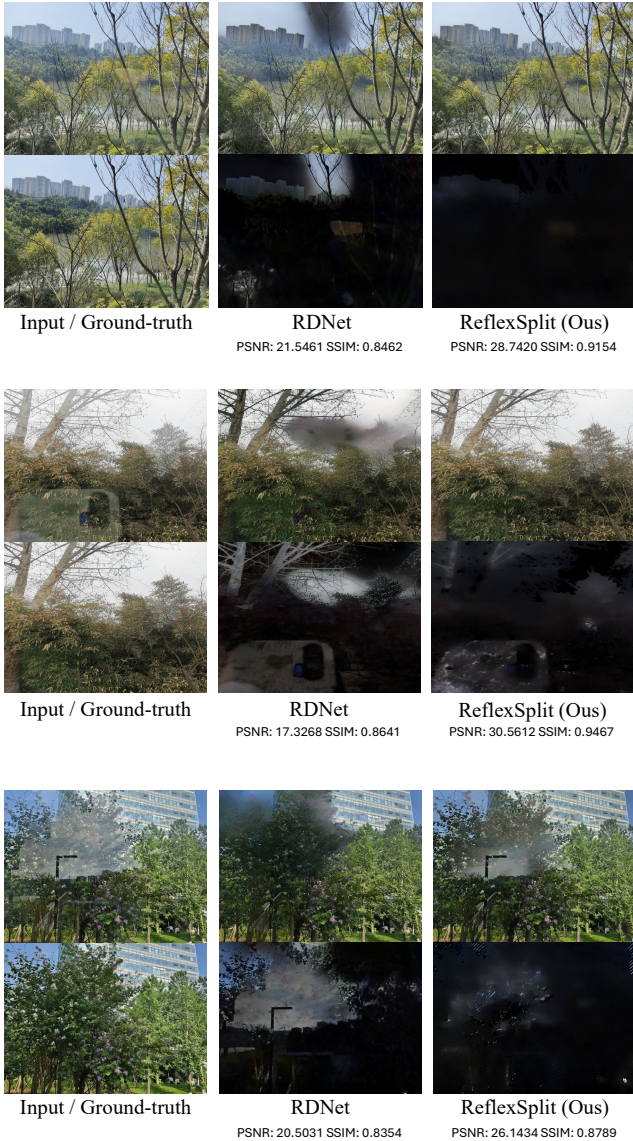 Input / Ground-truth
RDNet
ReflexSplit (Ous)
PSNR: 21.5461 SSIM: 0.8462
PSNR: 28.7420 SSIM: 0.9154
Input / Ground-truth
RDNet
ReflexSplit (Ous)
PSNR: 17.3268 SSIM: 0.8641
PSNR: 30.5612 SSIM: 0.9467
Input / Ground-truth
RDNet
ReflexSplit (Ous)
PSNR: 20.5031 SSIM: 0.8354
PSNR: 26.1434 SSIM: 0.8789